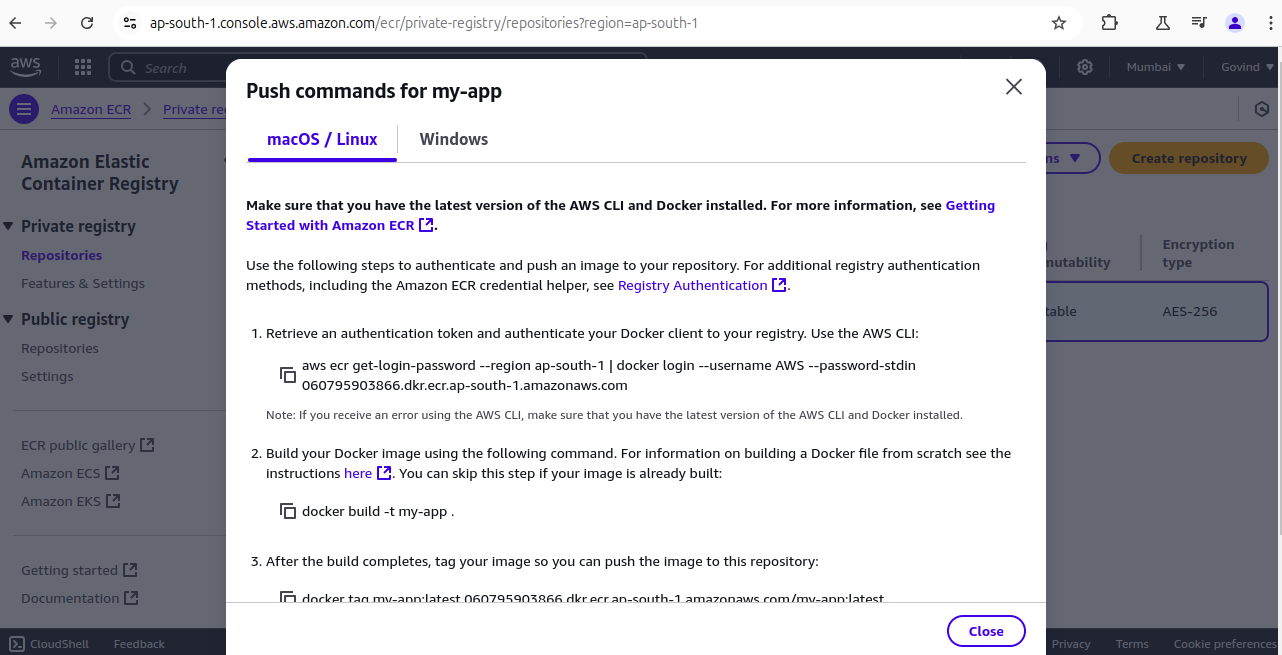 ap-south-1.console.aws.amazon.com/ecr/private-registry/repositories?region=ap-south-1
aws
Search
Mumbai
Govind
Amazon ECR
Private
Amazon Elastic
Container Registry
Private registry
Repositories
Features & Settings
Public registry
Repositories
Settings
ECR public gallery
Amazon ECS
Amazon EKS
Getting started
Documentation
Push commands for my-app
macOS / Linux
Windows
Make sure that you have the latest version of the AWS CLI and Docker installed. For more information, see Getting
Started with Amazon ECR .
Use the following steps to authenticate and push an image to your repository. For additional registry authentication
methods, including the Amazon ECR credential helper, see Registry Authentication .
1. Retrieve an authentication token and authenticate your Docker client to your registry. Use the AWS CLI:
aws ecr get-login-password --region ap-south-1 | docker login --username AWS --password-stdin
060795903866.dkr.ecr.ap-south-1.amazonaws.com
Note: If you receive an error using the AWS CLI, make sure that you have the latest version of the AWS CLI and Docker installed.
2. Build your Docker image using the following command. For information on building a Docker file from scratch see the
instructions here . You can skip this step if your image is already built:
docker build -t my-app .
3. After the build completes, tag your image so you can push the image to this repository:
docker tag my-app:latest 060795903866.dkr.ecr.ap-south-1.amazonaws.com/my-app:latest
Close
Create repository
Encryption
type
AES-256
CloudShell
Feedback
Privacy
Terms
Cookie preferences